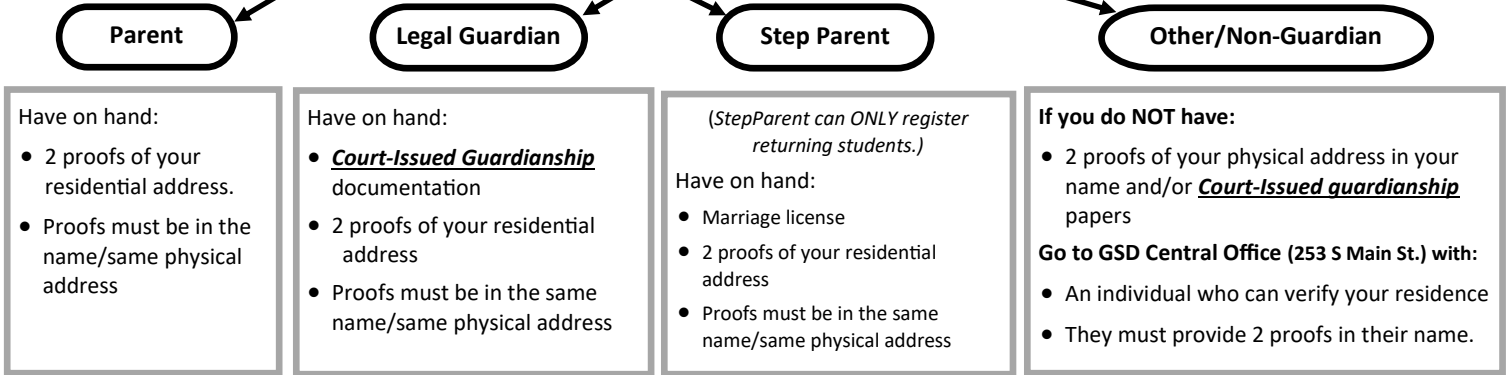 Parent
Have on hand:
• 2 proofs of your
residential address.
• Proofs must be in the
name/same physical
address
Legal Guardian
Have on hand:
• Court-Issued Guardianship
documentation
• 2 proofs of your residential
address
• Proofs must be in the same
name/same physical address
Step Parent
(StepParent can ONLY register
returning students.)
Have on hand:
• Marriage license
• 2 proofs of your residential
address
• Proofs must be in the same
name/same physical address
Other/Non-Guardian
If you do NOT have:
• 2 proofs of your physical address in your
name and/or Court-Issued guardianship
papers
Go to GSD Central Office (253 S Main St.) with:
• An individual who can verify your residence
• They must provide 2 proofs in their name.